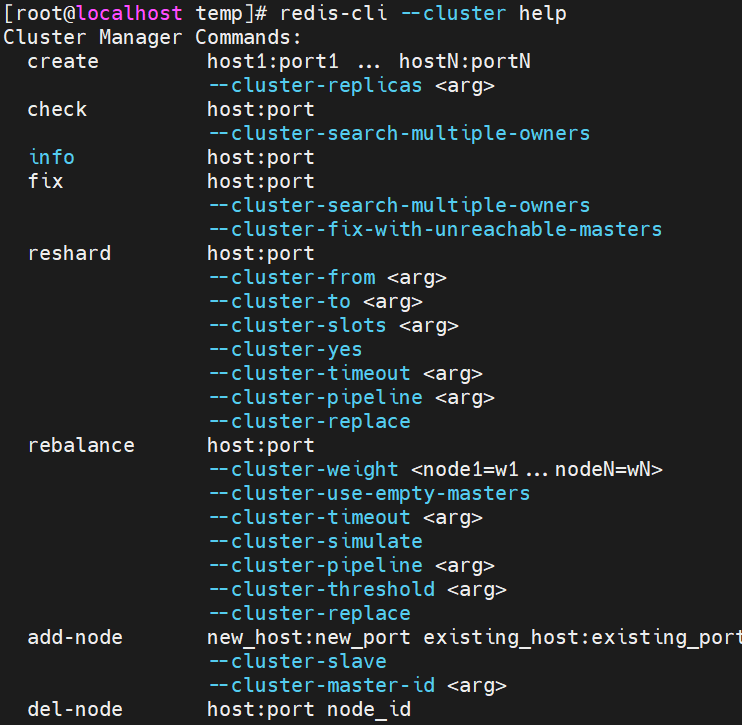 [root@localhost temp]# redis-cli --cluster help
Cluster Manager Commands:
  create         host1:port1 ... hostN:portN
                 --cluster-replicas <arg>
  check          host:port
                 --cluster-search-multiple-owners
  info           host:port
  fix            host:port
                 --cluster-search-multiple-owners
                 --cluster-fix-with-unreachable-masters
  reshard        host:port
                 --cluster-from <arg>
                 --cluster-to <arg>
                 --cluster-slots <arg>
                 --cluster-yes
                 --cluster-timeout <arg>
                 --cluster-pipeline <arg>
                 --cluster-replace
  rebalance      host:port
                 --cluster-weight <node1=w1...nodeN=wN>
                 --cluster-use-empty-masters
                 --cluster-timeout <arg>
                 --cluster-simulate
                 --cluster-pipeline <arg>
                 --cluster-threshold <arg>
                 --cluster-replace
  add-node       new_host:new_port existing_host:existing_port
                 --cluster-slave
                 --cluster-master-id <arg>
  del-node       host:port node_id